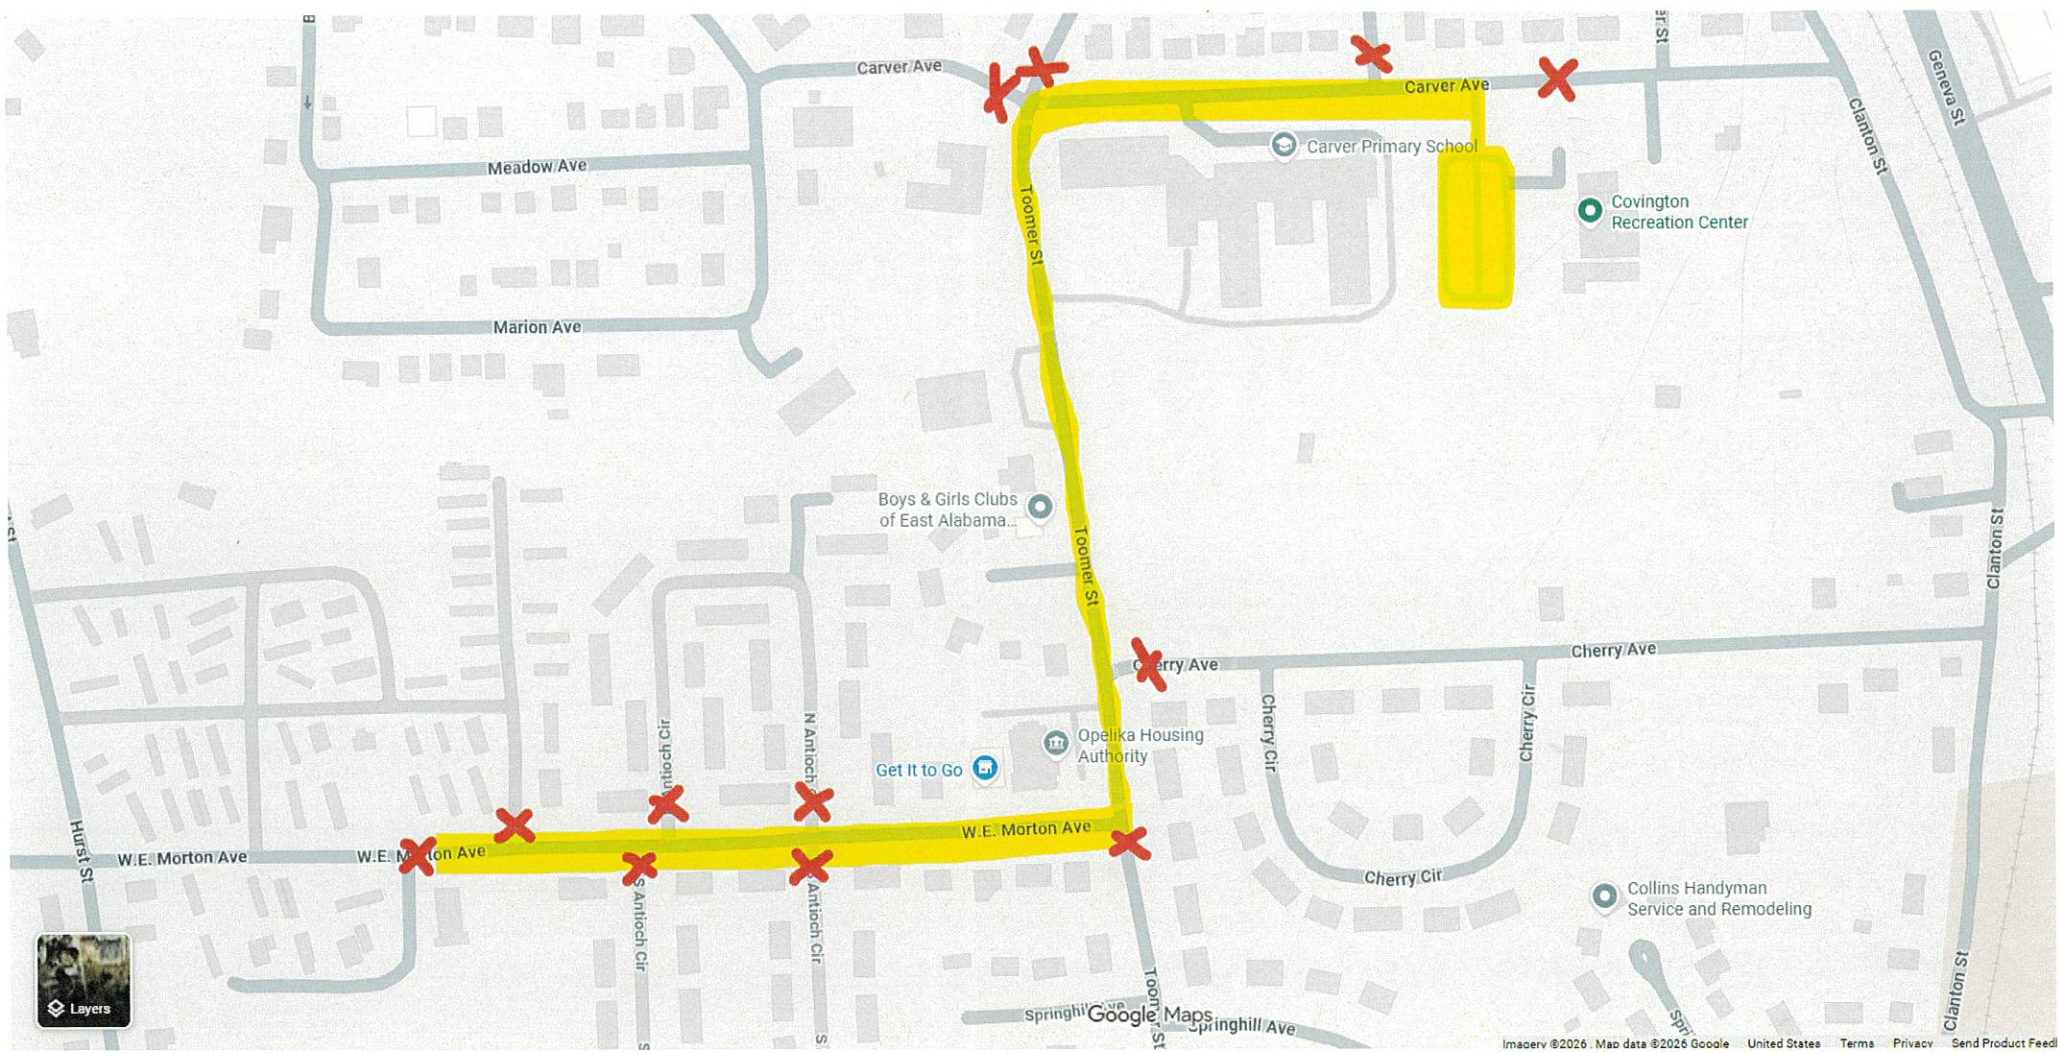 Carver Ave
Carver Ave
Geneva St
Clanton St
Meadow Ave
Carver Primary School
Toomer St
Covington
Recreation Center
Marion Ave
Boys & Girls Clubs
of East Alabama...
Toomer St
Clanton St
Cherry Ave
Cherry Ave
Cherry Cir
Cherry Cir
Antioch Cir
N Antioch
Opelika Housing
Authority
Get It to Go
W.E. Morton Ave
Hurst St
W.E. Morton Ave
W.E. Morton Ave
Cherry Cir
S Antioch Cir
Antioch Cir
Collins Handyman
Service and Remodeling
Layers
Clanton St
Toomer St
Springhill Ave
Google Maps
Springhill Ave
Spri
Imagery ©2026 . Map data ©2026 Google United States Terms Privacy Send Product Feed